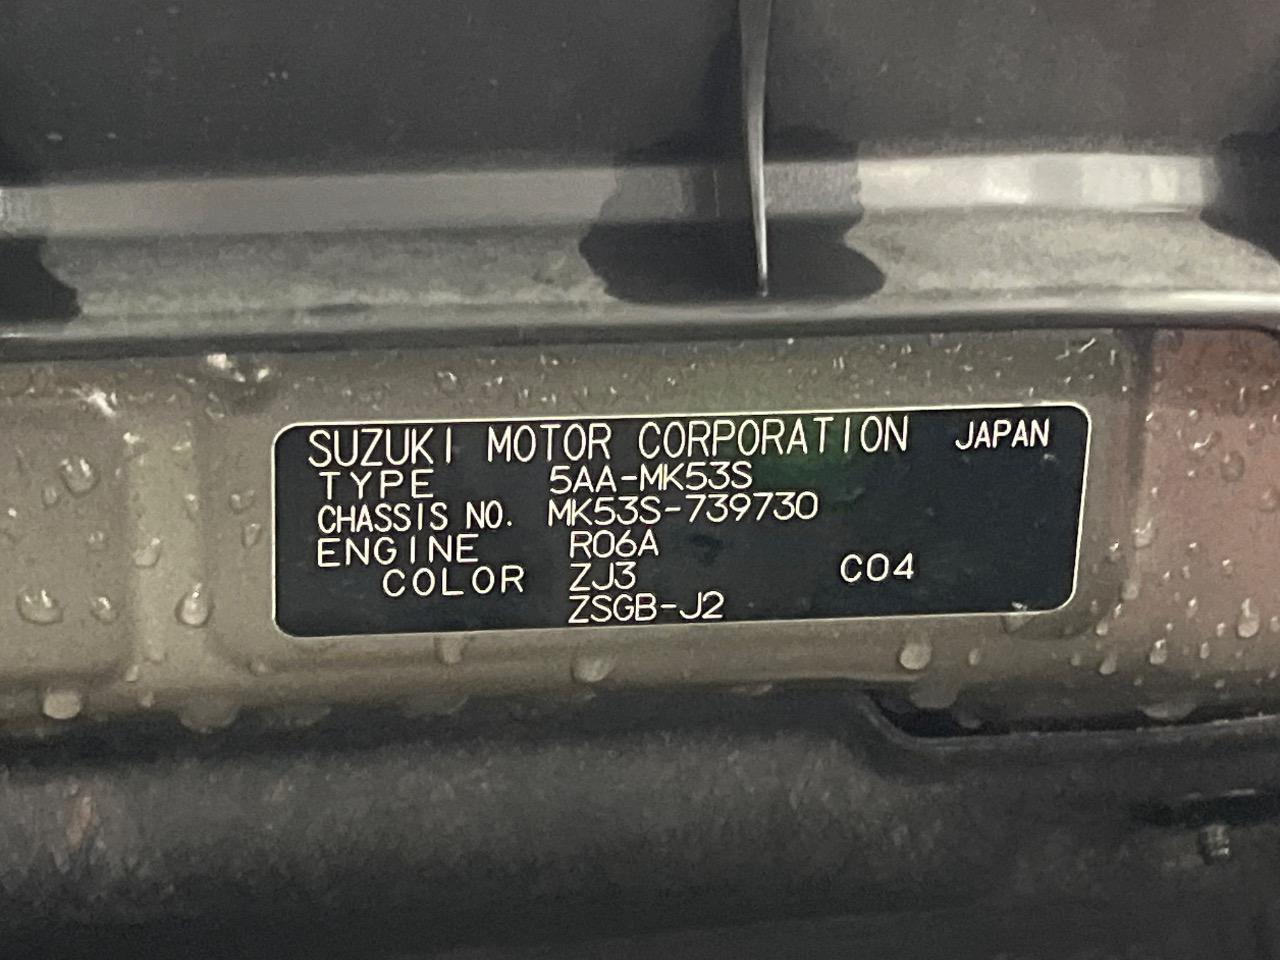 SUZUKI MOTOR CORPORATION JAPAN
TYPE 5AA-MK53S
CHASSIS NO. MK53S-739730
ENGINE R06A
COLOR ZJ3 C04
ZSGB-J2